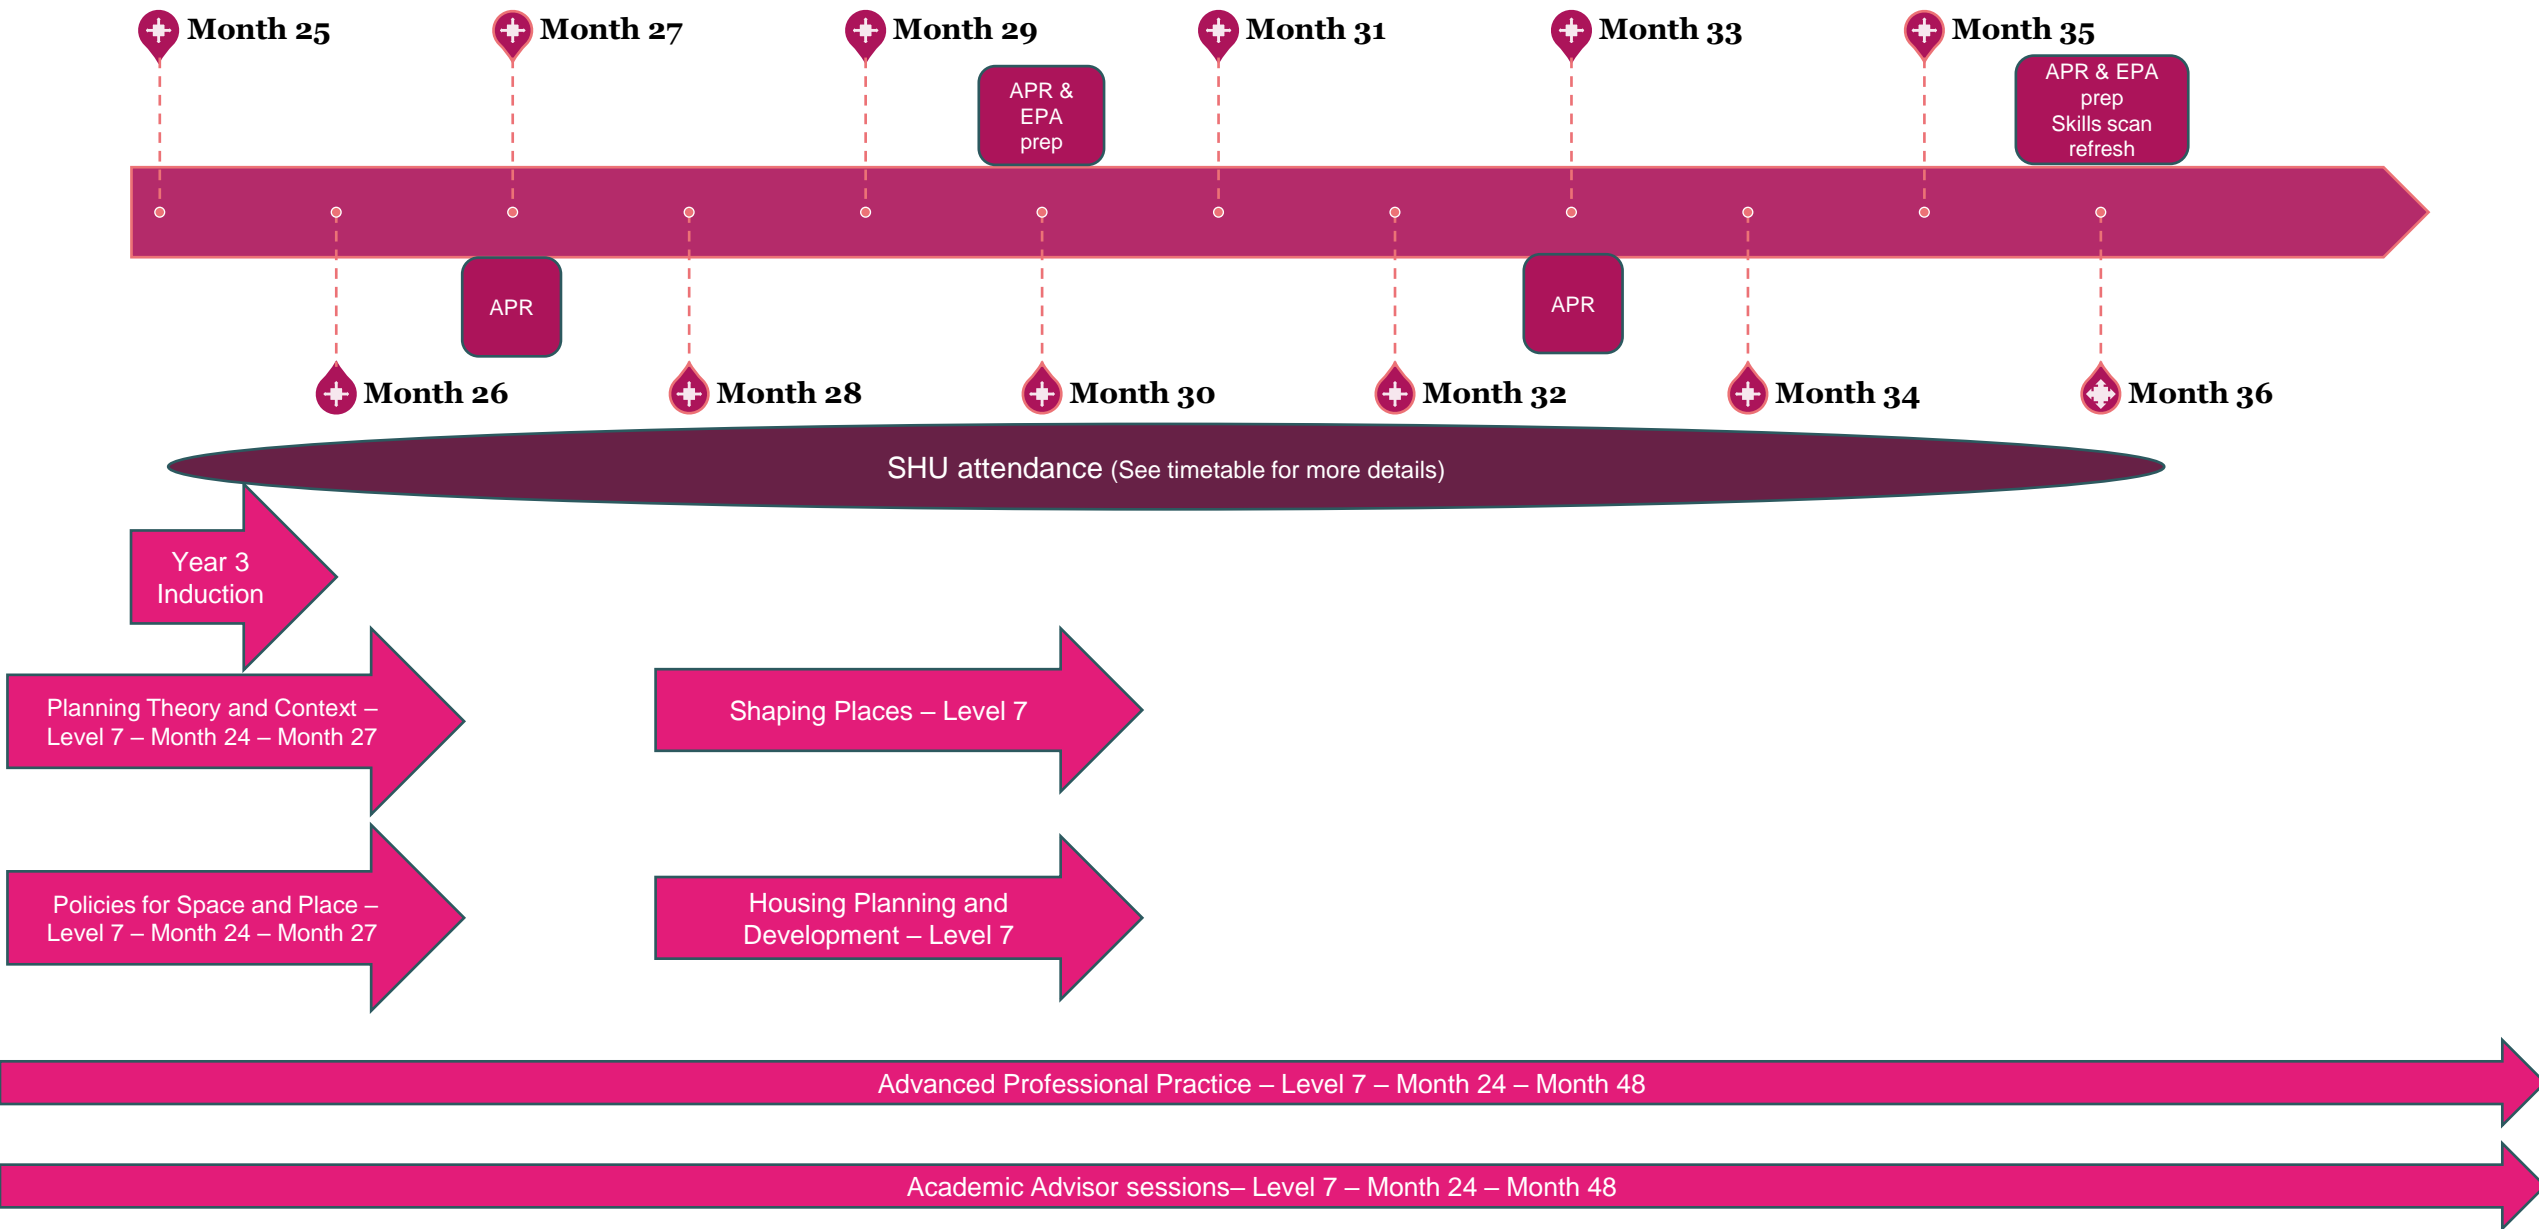 Month 25
Month 27
Month 29
Month 31
Month 33
Month 35
APR &
EPA
prep
APR & EPA
prep
Skills scan
refresh
APR
APR
Month 26
Month 28
Month 30
Month 32
Month 34
Month 36
SHU attendance (See timetable for more details)
Year 3
Induction
Planning Theory and Context –
Level 7 – Month 24 – Month 27
Shaping Places – Level 7
Policies for Space and Place –
Level 7 – Month 24 – Month 27
Housing Planning and
Development – Level 7
Advanced Professional Practice – Level 7 – Month 24 – Month 48
Academic Advisor sessions– Level 7 – Month 24 – Month 48